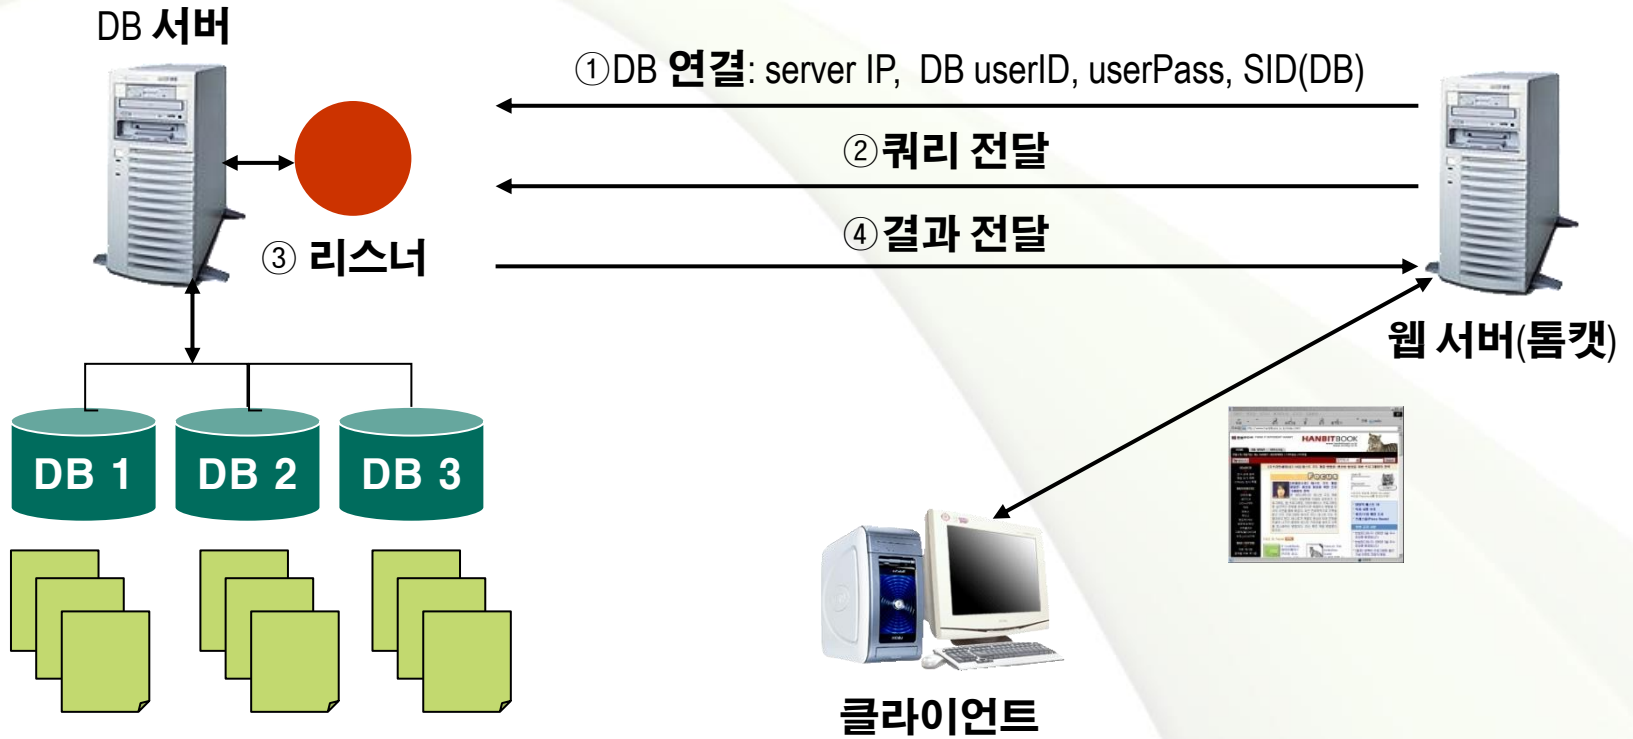 DB 서버
①DB 연결: server IP, DB userID, userPass, SID(DB)
②쿼리 전달
④결과 전달
③ 리스너
웹 서버(톰캣)
DB 1
DB 2
DB 3
HANBITBOOK
Focus
클라이언트